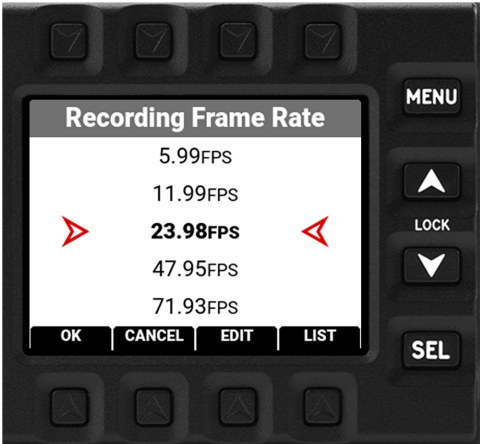 Recording Frame Rate
MENU
5.99FPS
11.99FPS
23.98FPS
LOCK
47.95FPS
71.93FPS
OK CANCEL EDIT LIST
SEL